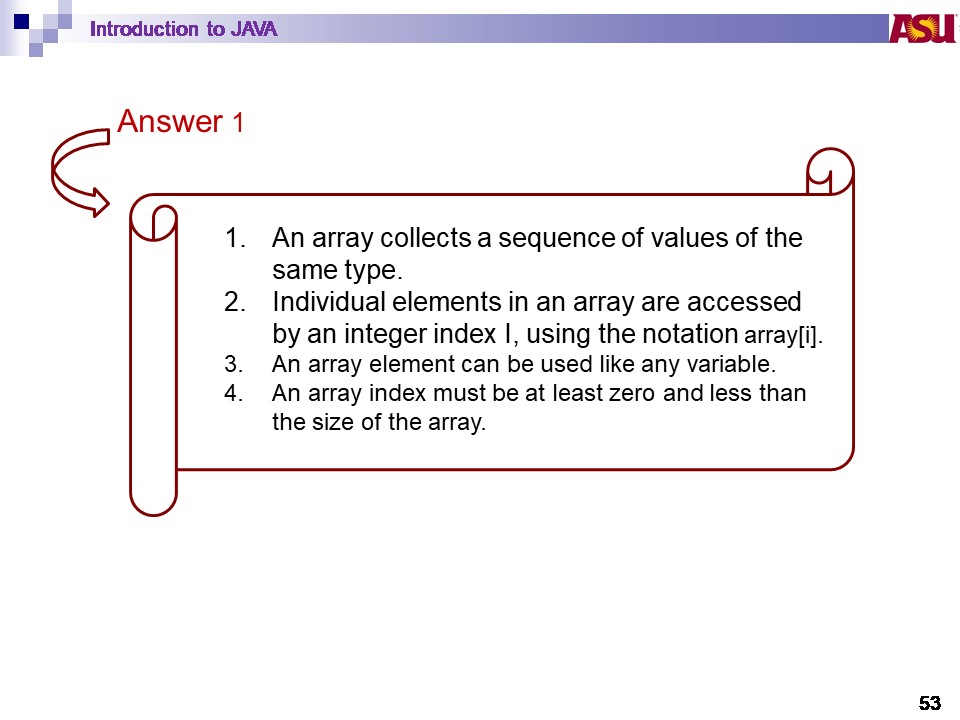 Introduction to JAVA
ASU
Answer 1
1. An array collects a sequence of values of the
same type.
2. Individual elements in an array are accessed
by an integer index I, using the notation array[i].
3. An array element can be used like any variable.
4. An array index must be at least zero and less than
the size of the array.
53